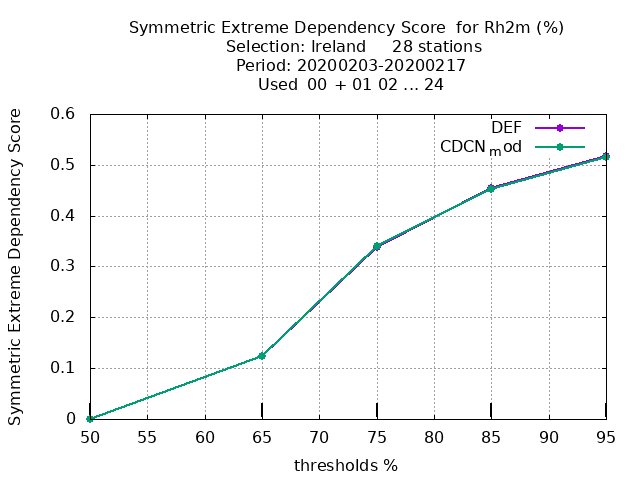 Symmetric Extreme Dependency Score for Rh2m (%)
Selection: Ireland 28 stations
Period: 20200203-20200217
Used 00 + 01 02 ... 24
Symmetric Extreme Dependency Score
0.6
0.5
0.4
0.3
0.2
0.1
0
DEF
CDCNmod
50 55 60 65 70 75 80 85 90 95
thresholds %